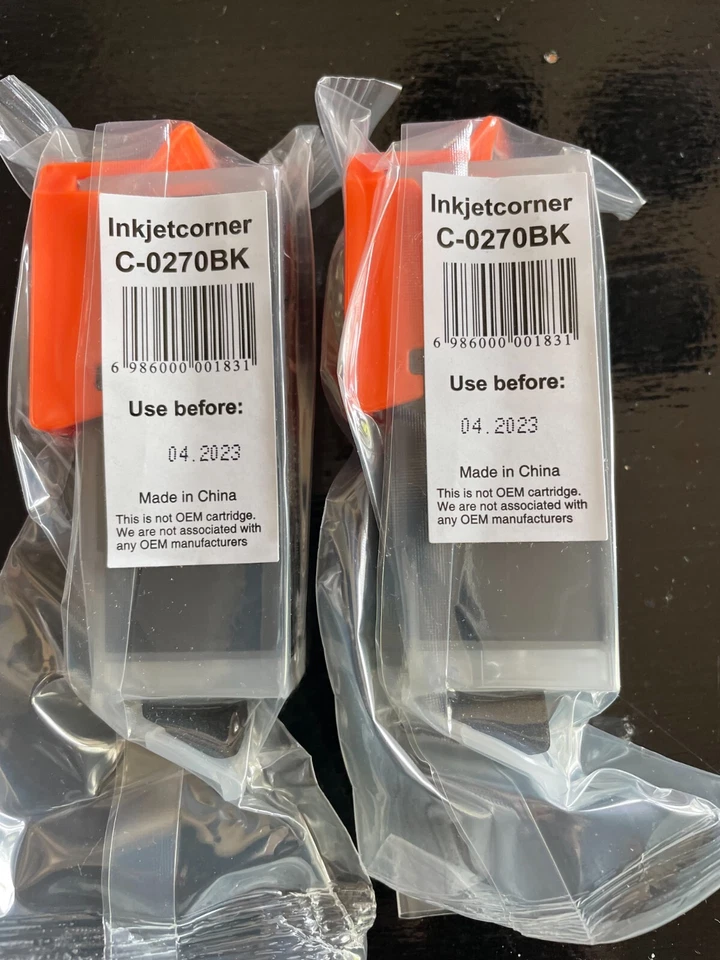 Inkjetcorner
C-0270BK
6 986000 001831
Use before:
04.2023
Made in China
This is not OEM cartridge.
We are not associated with
any OEM manufacturers
Inkjetcorner
C-0270BK
6 986000 001831
Use before:
04.2023
Made in China
This is not OEM cartridge.
We are not associated with
any OEM manufacturers